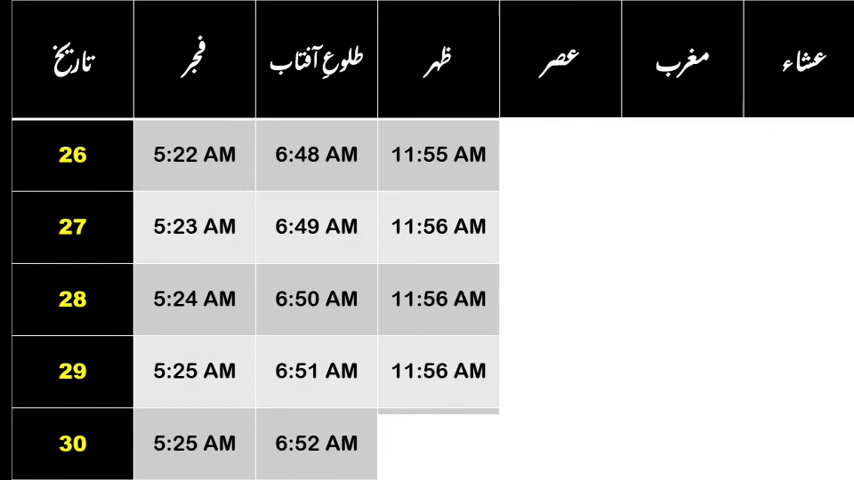 تاریخ فجر طلوعِ آفتاب ظہر عصر مغرب عشاء
26 5:22 AM 6:48 AM 11:55 AM
27 5:23 AM 6:49 AM 11:56 AM
28 5:24 AM 6:50 AM 11:56 AM
29 5:25 AM 6:51 AM 11:56 AM
30 5:25 AM 6:52 AM